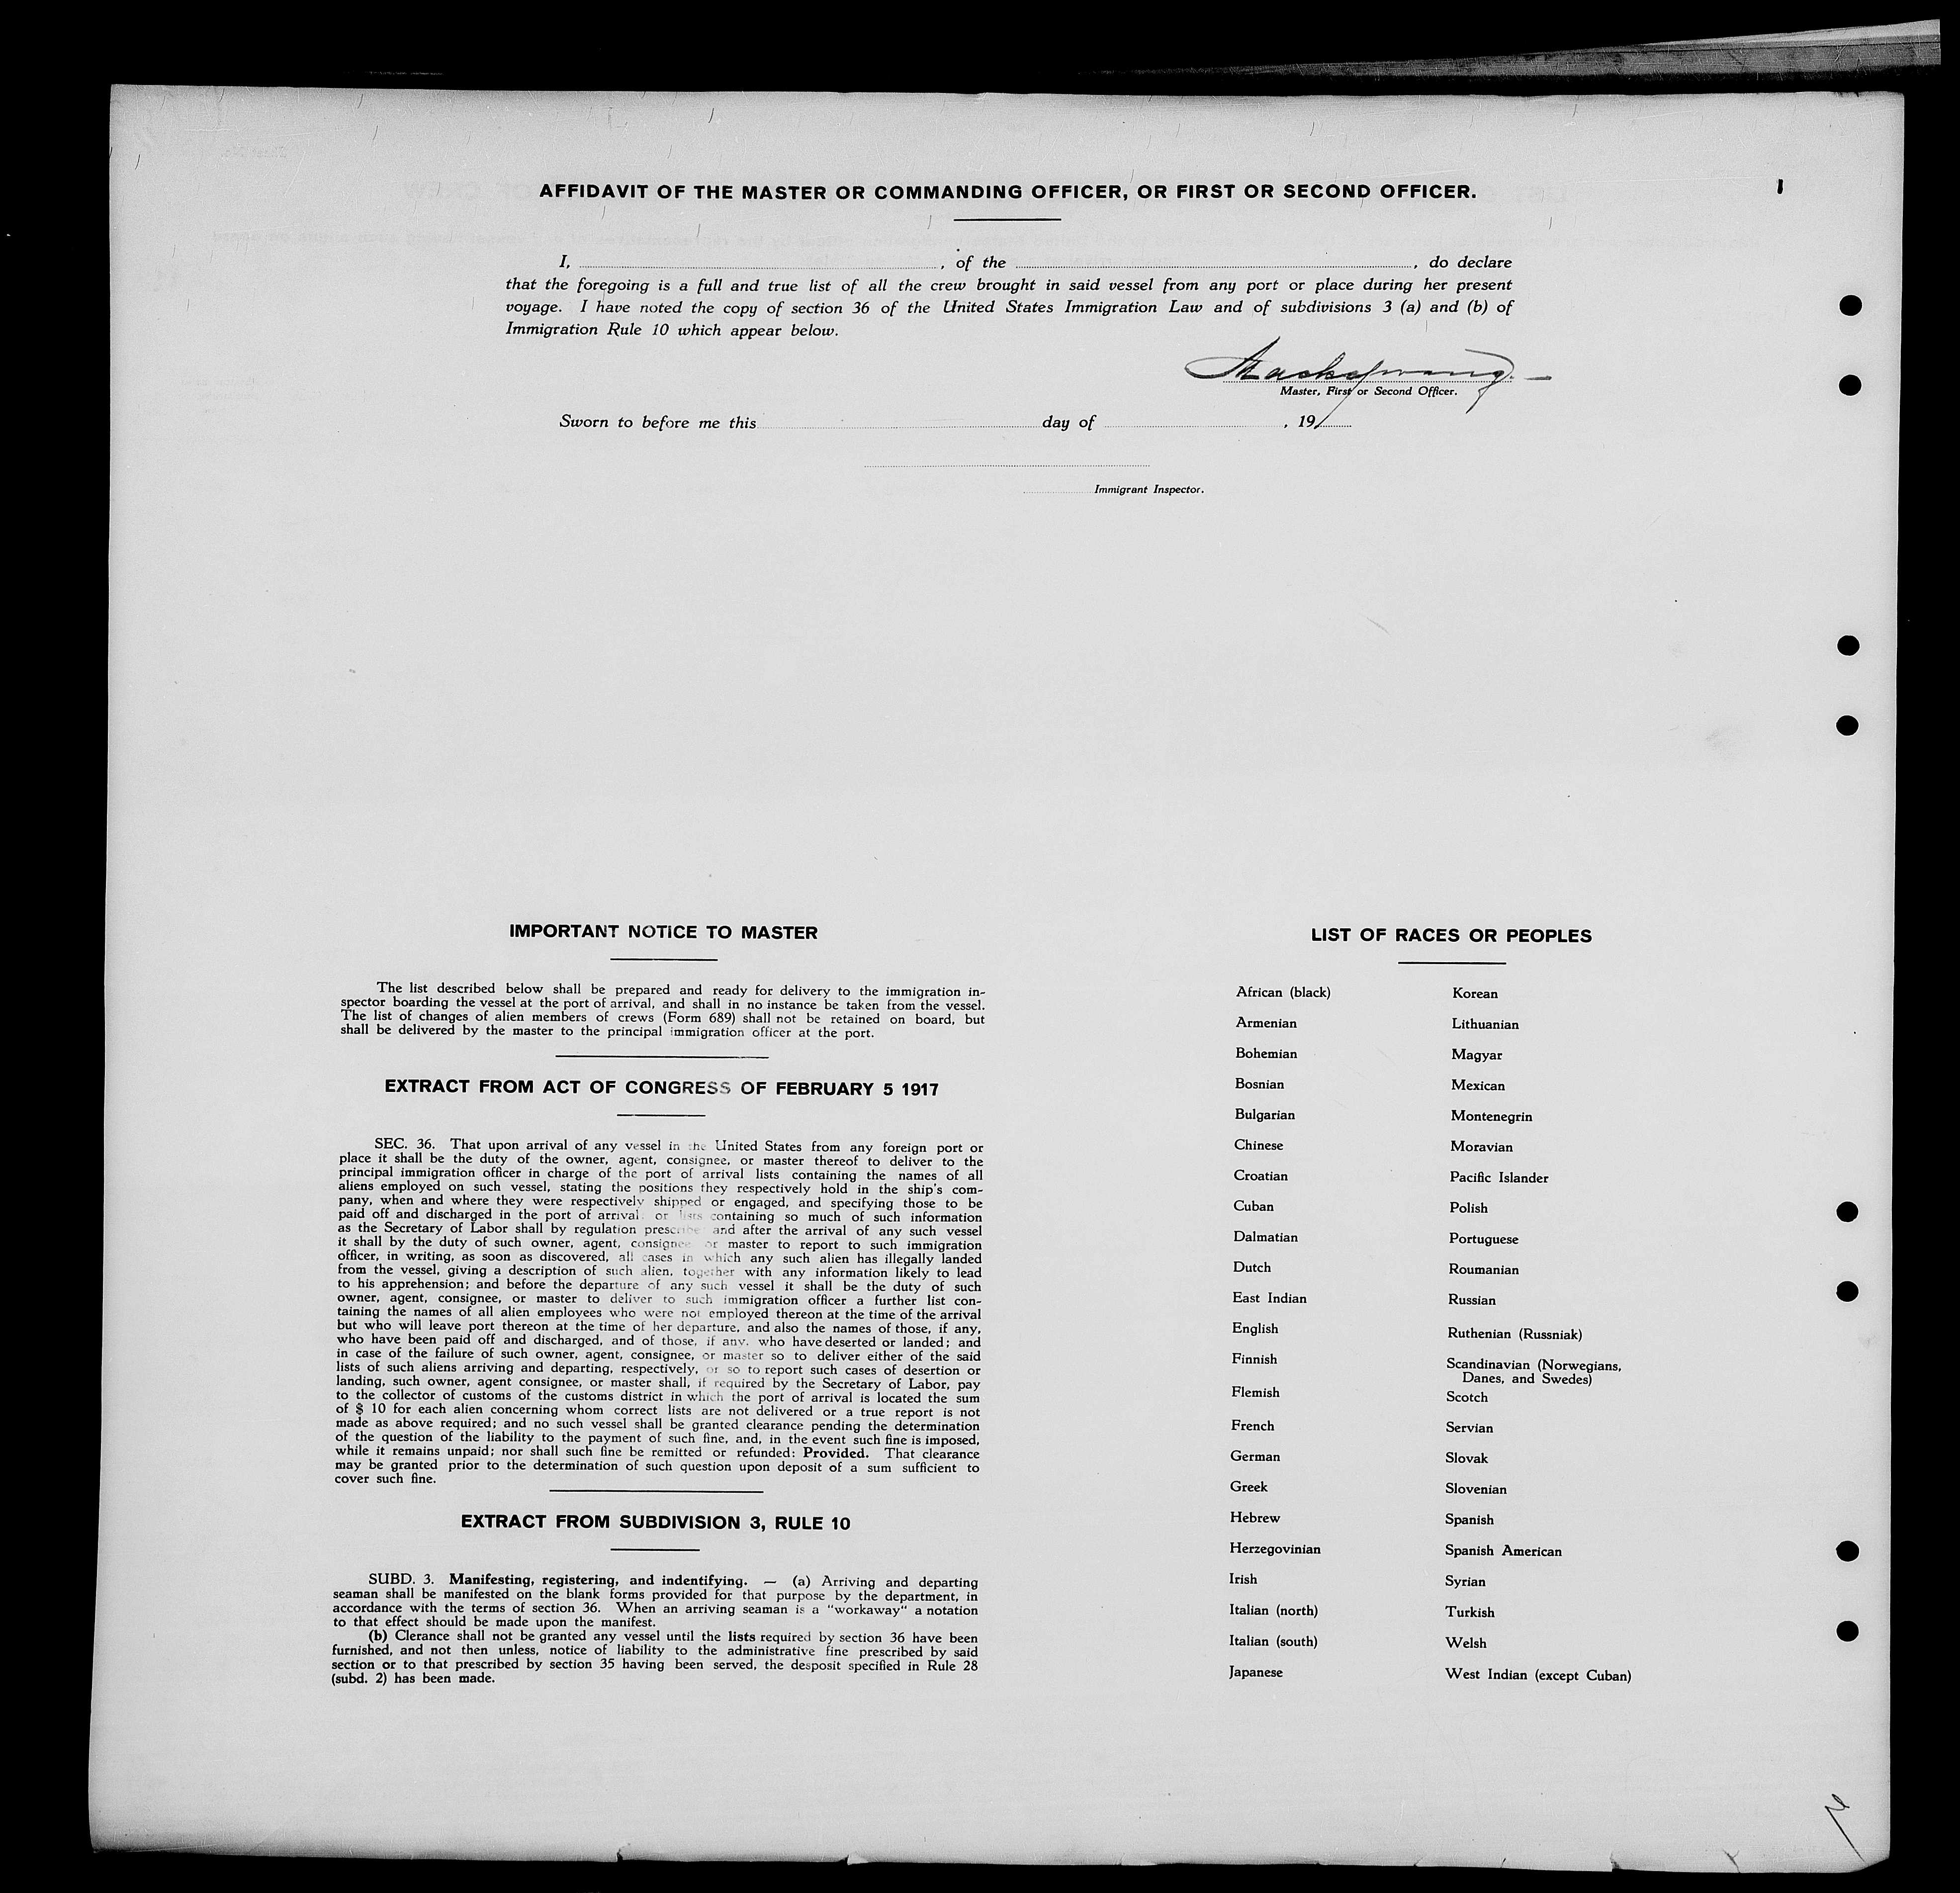 AFFIDAVIT OF THE MASTER OR COMMANDING OFFICER, OR FIRST OR SECOND OFFICER.
I, , of the , do declare
that the foregoing is a full and true list of all the crew brought in said vessel from any port or place during her present
voyage. I have noted the copy of section 36 of the United States Immigration Law and of subdivisions 3 (a) and (b) of
Immigration Rule 10 which appear below.
Master, First or Second Officer.
Sworn to before me this day of , 19
Immigrant Inspector.
IMPORTANT NOTICE TO MASTER
The list described below shall be prepared and ready for delivery to the immigration in-
spector boarding the vessel at the port of arrival, and shall in no instance be taken from the vessel.
The list of changes of alien members of crews (Form 689) shall not be retained on board, but
shall be delivered by the master to the principal immigration officer at the port.
EXTRACT FROM ACT OF CONGRESS OF FEBRUARY 5 1917
SEC. 36. That upon arrival of any vessel in the United States from any foreign port or
place it shall be the duty of the owner, agent, consignee, or master thereof to deliver to the
principal immigration officer in charge of the port of arrival lists containing the names of all
aliens employed on such vessel, stating the positions they respectively hold in the ship's com-
pany, when and where they were respectively shipped or engaged, and specifying those to be
paid off and discharged in the port of arrival: or lists containing so much of such information
as the Secretary of Labor shall by regulation prescribe and after the arrival of any such vessel
it shall by the duty of such owner, agent, consignee or master to report to such immigration
officer, in writing, as soon as discovered, all cases in which any such alien has illegally landed
from the vessel, giving a description of such alien, together with any information likely to lead
to his apprehension; and before the departure of any such vessel it shall be the duty of such
owner, agent, consignee, or master to deliver to such immigration officer a further list con-
taining the names of all alien employees who were not employed thereon at the time of the arrival
but who will leave port thereon at the time of her departure, and also the names of those, if any,
who have been paid off and discharged, and of those, if any, who have deserted or landed; and
in case of the failure of such owner, agent, consignee, or master so to deliver either of the said
lists of such aliens arriving and departing, respectively, or so to report such cases of desertion or
landing, such owner, agent consignee, or master shall, if required by the Secretary of Labor, pay
to the collector of customs of the customs district in which the port of arrival is located the sum
of $ 10 for each alien concerning whom correct lists are not delivered or a true report is not
made as above required; and no such vessel shall be granted clearance pending the determination
of the question of the liability to the payment of such fine, and, in the event such fine is imposed,
while it remains unpaid; nor shall such fine be remitted or refunded: Provided. That clearance
may be granted prior to the determination of such question upon deposit of a sum sufficient to
cover such fine.
EXTRACT FROM SUBDIVISION 3, RULE 10
SUBD. 3. Manifesting, registering, and indentifying. — (a) Arriving and departing
seaman shall be manifested on the blank forms provided for that purpose by the department, in
accordance with the terms of section 36. When an arriving seaman is a "workaway" a notation
to that effect should be made upon the manifest.
(b) Clerance shall not be granted any vessel until the lists required by section 36 have been
furnished, and not then unless, notice of liability to the administrative fine prescribed by said
section or to that prescribed by section 35 having been served, the desposit specified in Rule 28
(subd. 2) has been made.
LIST OF RACES OR PEOPLES
African (black)
Armenian
Bohemian
Bosnian
Bulgarian
Chinese
Croatian
Cuban
Dalmatian
Dutch
East Indian
English
Finnish
Flemish
French
German
Greek
Hebrew
Herzegovinian
Irish
Italian (north)
Italian (south)
Japanese
Korean
Lithuanian
Magyar
Mexican
Montenegrin
Moravian
Pacific Islander
Polish
Portuguese
Roumanian
Russian
Ruthenian (Russniak)
Scandinavian (Norwegians,
Danes, and Swedes)
Scotch
Servian
Slovak
Slovenian
Spanish
Spanish American
Syrian
Turkish
Welsh
West Indian (except Cuban)